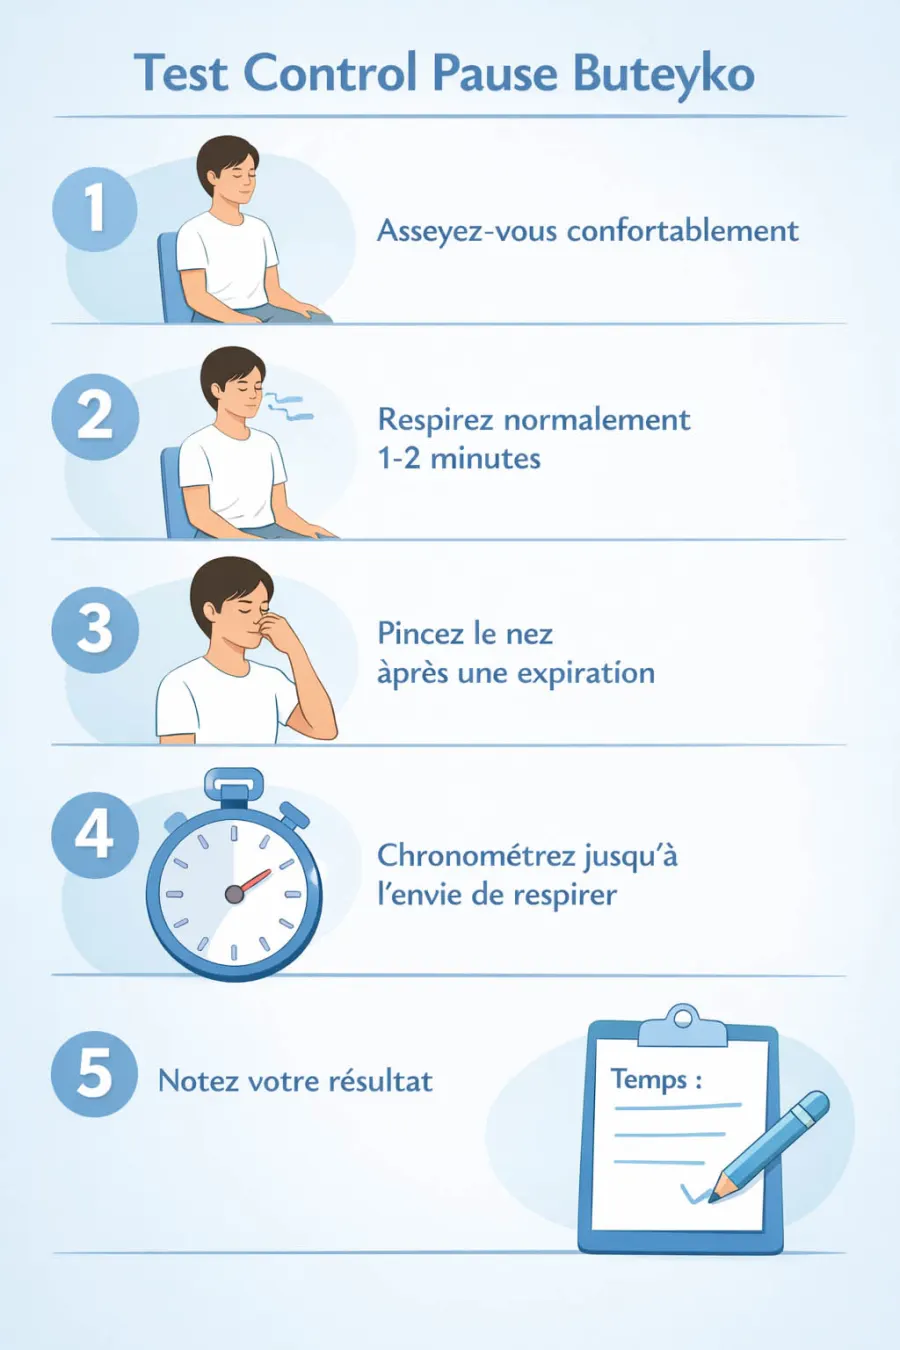 Test Control Pause Buteyko
1
Asseyez-vous confortablement
2
Respirez normalement
1-2 minutes
3
Pincez le nez
àprès une expiration
4
Chronométrez jusqu'à
l'envie de respirer
5
Notez votre résultat
Temps :